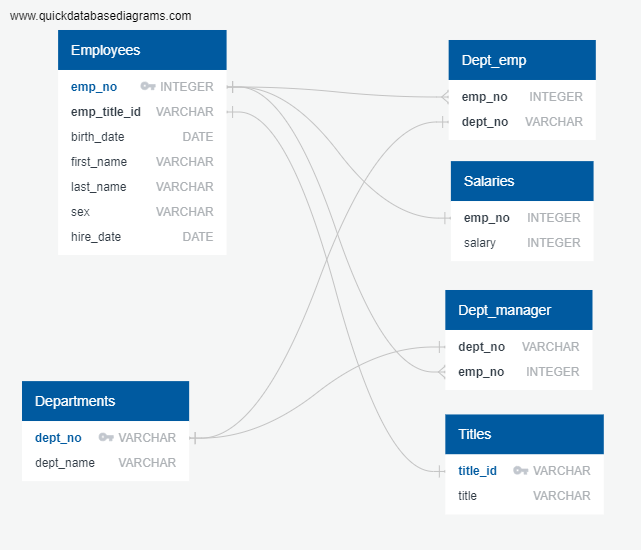 www.quickdatabasediagrams.com
Employees
emp_no INTEGER
emp_title_id VARCHAR
birth_date DATE
first_name VARCHAR
last_name VARCHAR
sex VARCHAR
hire_date DATE
Dept_emp
emp_no INTEGER
dept_no VARCHAR
Salaries
emp_no INTEGER
salary INTEGER
Dept_manager
dept_no VARCHAR
emp_no INTEGER
Departments
dept_no VARCHAR
dept_name VARCHAR
Titles
title_id VARCHAR
title VARCHAR